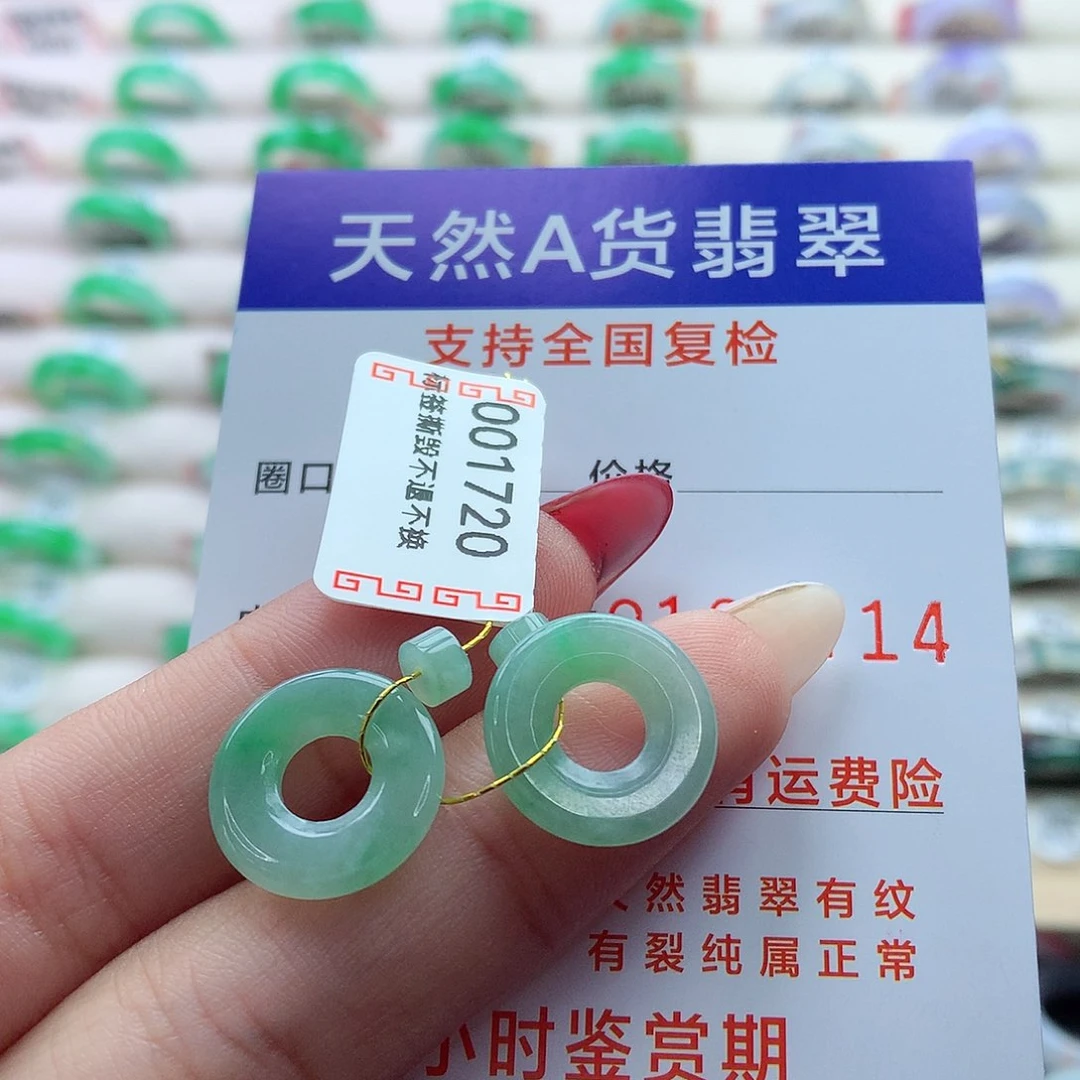 天然A货翡翠
支持全国复检
001720
标签撕毁不退不换
圈口
价格
14
运费险
然翡翠有纹
有裂纯属正常
小时鉴赏期